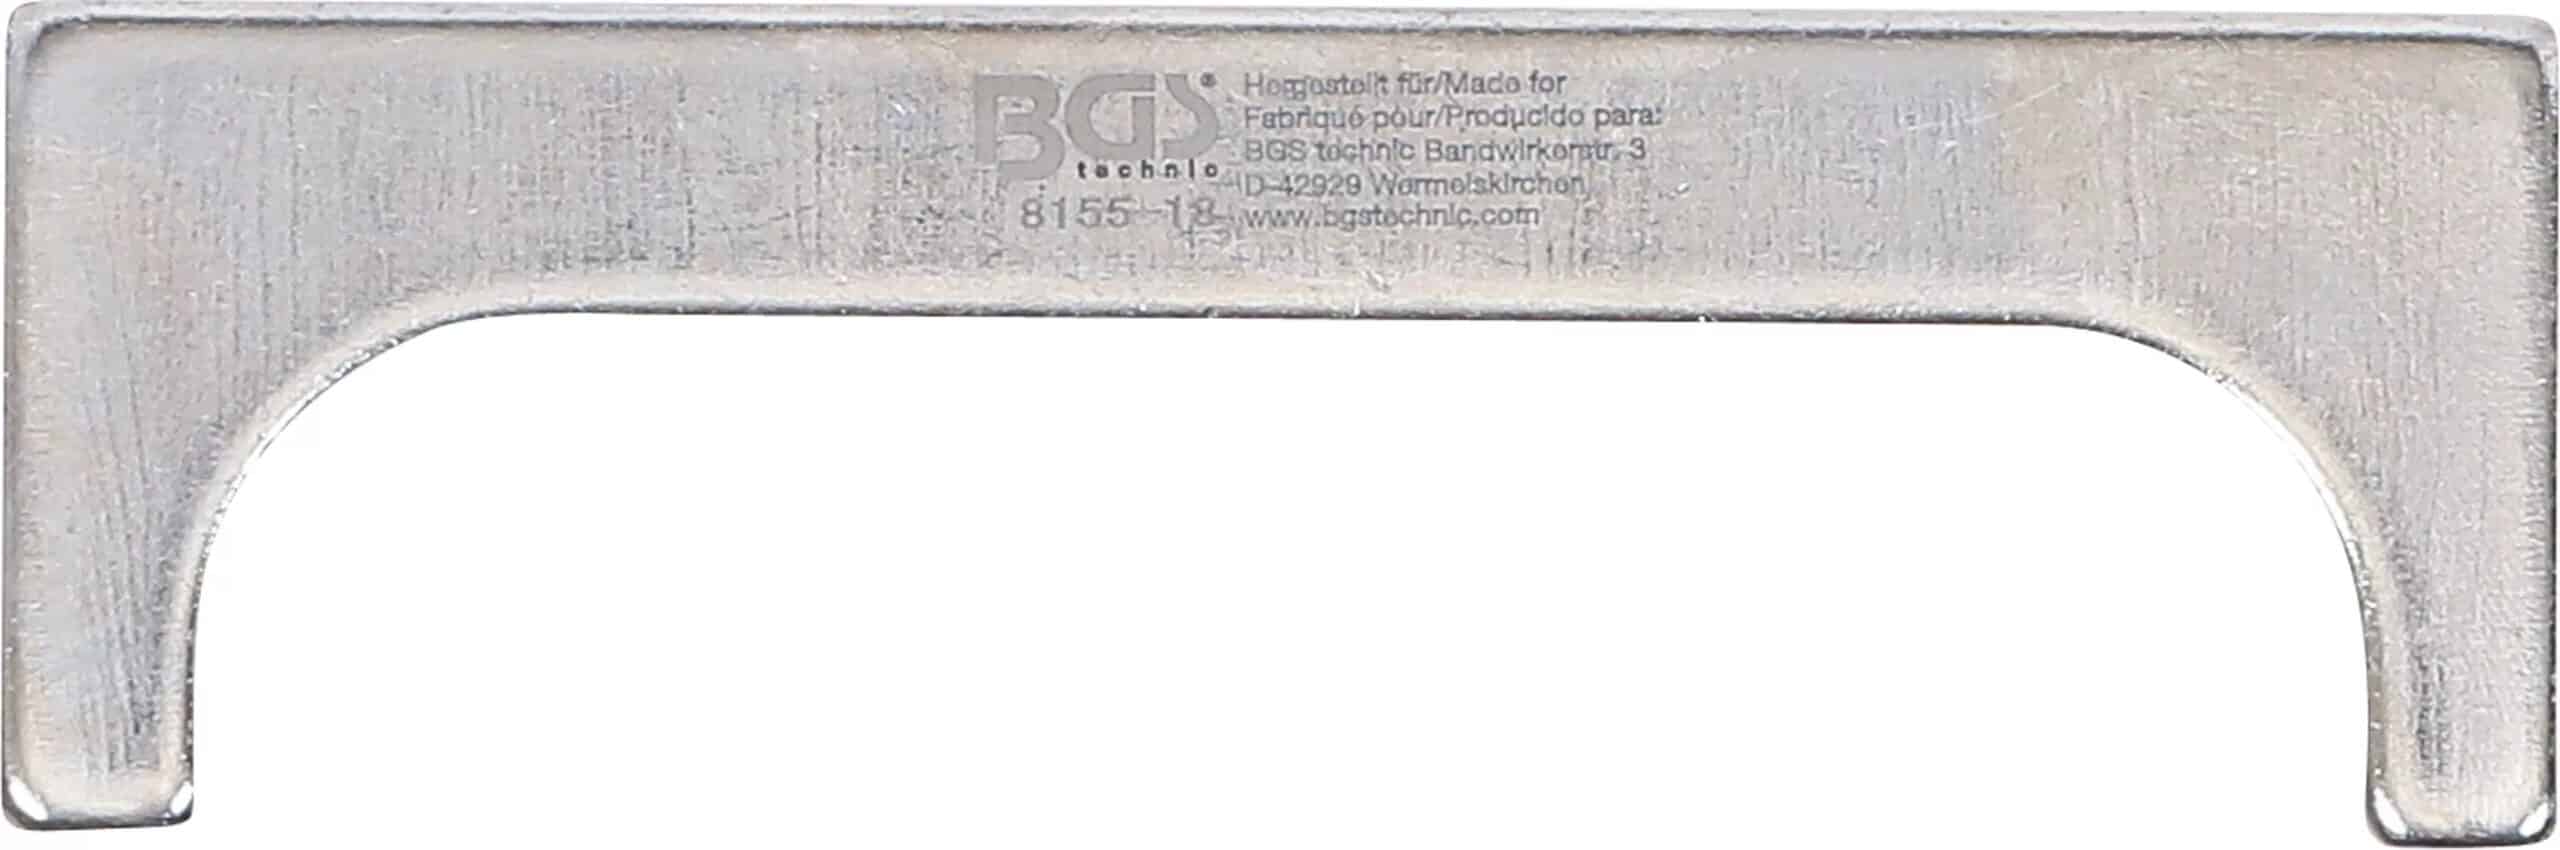 BGS®
technic
8155-18
Hergestellt für/Made for
Fabriqué pour/Producido para:
BGS technic Bandwirkerstr. 3
D-42929 Wermelskirchen
www.bgstechnic.com